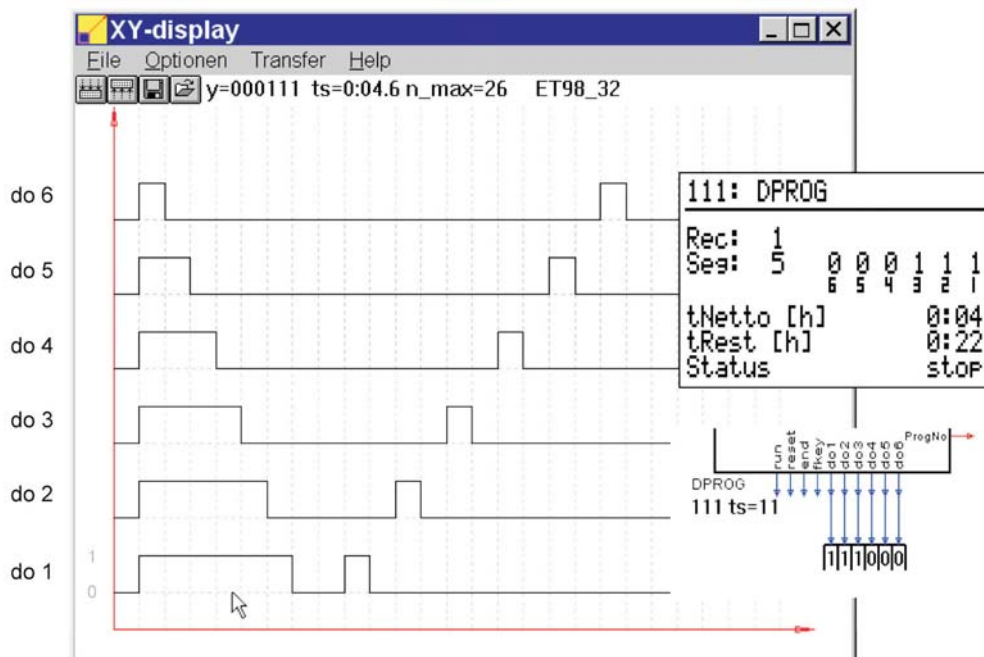 XY-display
File Optionen Transfer Help
y=000111 ts=0:04.6 n_max=26 ET98_32
do 6
do 5
do 4
do 3
do 2
do 1
1
0
111: DPROG
Rec: 1
Seg: 5 0 0 0 1 1 1
6 5 4 3 2 1
tNetto [h] 0:04
tRest [h] 0:22
Status stop
run
reset
end
fkey
do1
do2
do3
do4
do5
do6
ProgNo
DPROG
111 ts=11
1 1 1 0 0 0